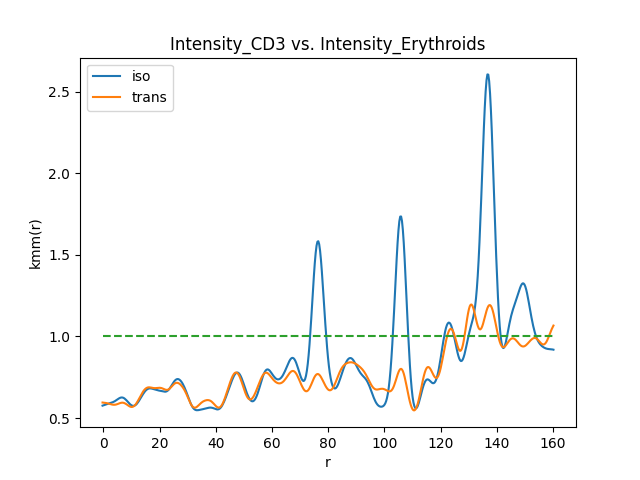 Intensity_CD3 vs. Intensity_Erythroids
iso
trans
kmm(r)
2.5
2.0
1.5
1.0
0.5
0 20 40 60 80 100 120 140 160
r